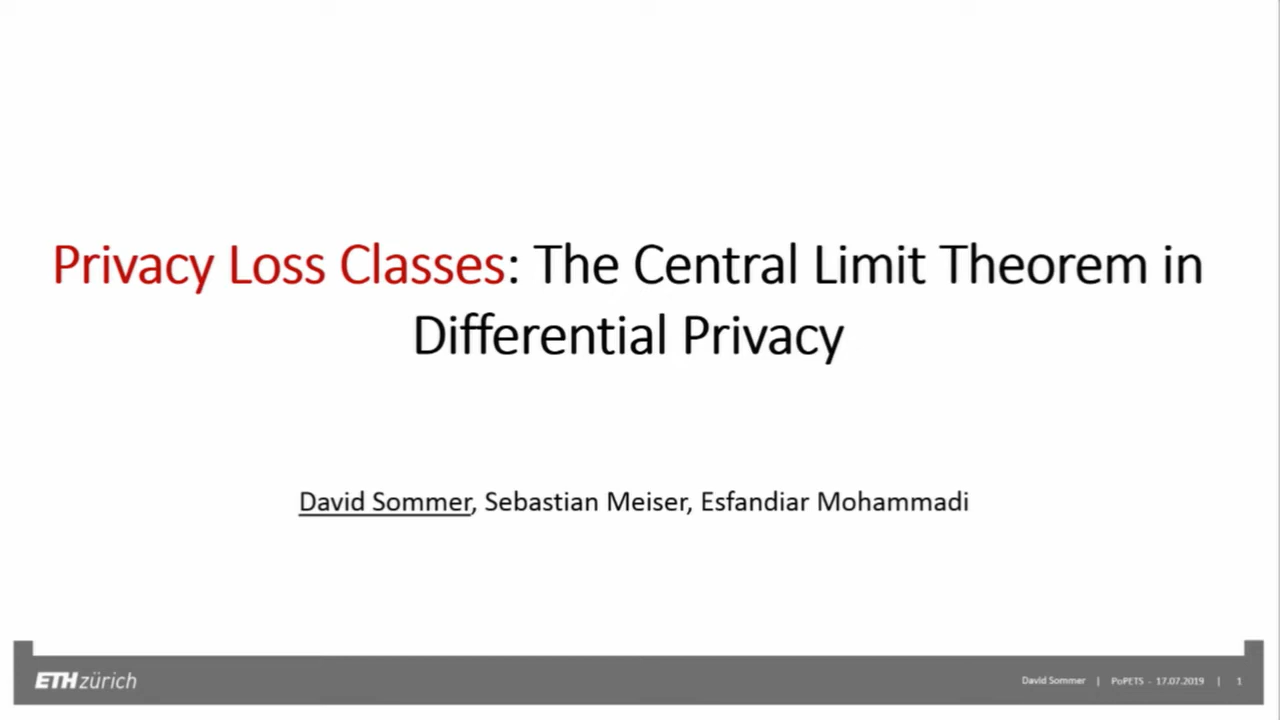 Privacy Loss Classes: The Central Limit Theorem in
Differential Privacy
David Sommer, Sebastian Meiser, Esfandiar Mohammadi
ETH zürich
David Sommer | PoPETS - 17.07.2019 | 1